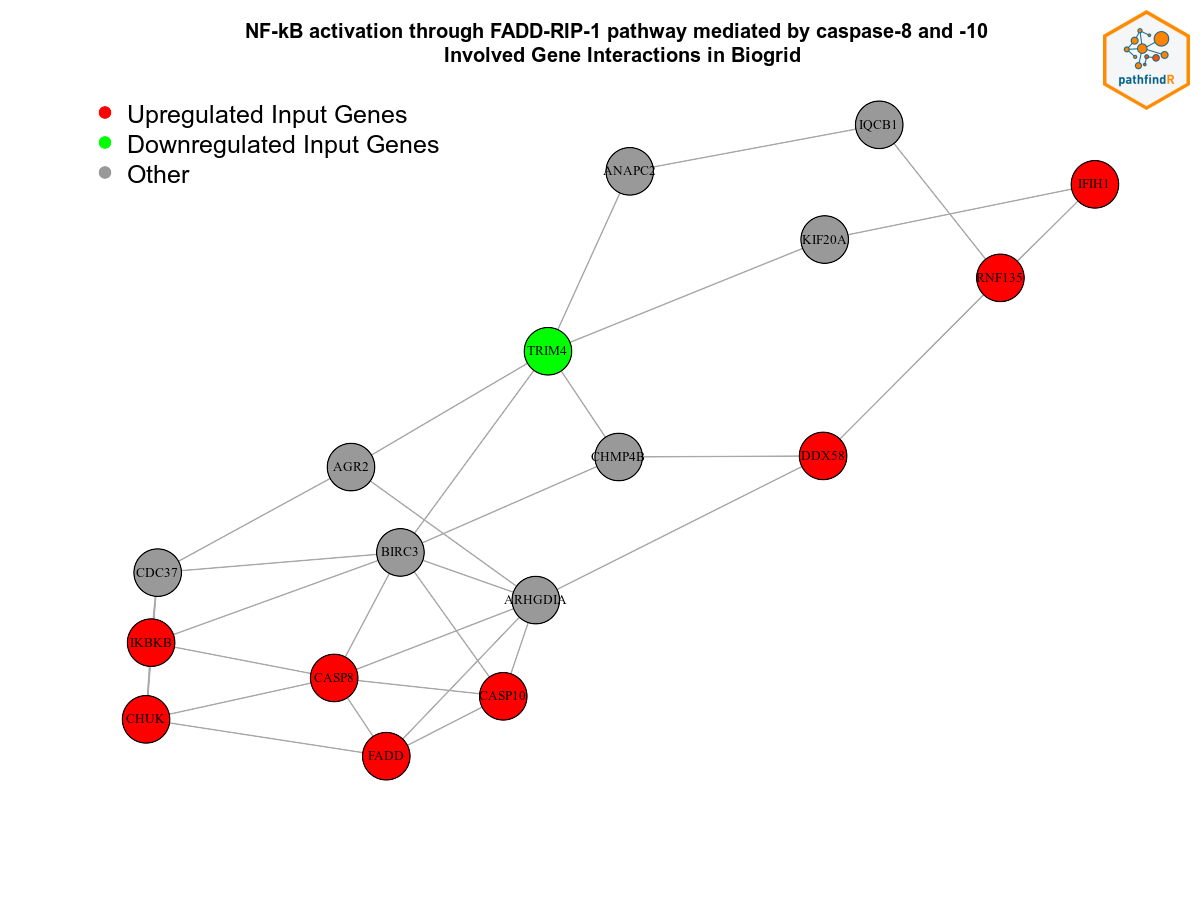 NF-kB activation through FADD-RIP-1 pathway mediated by caspase-8 and -10
Involved Gene Interactions in Biogrid
pathfindR
Upregulated Input Genes
Downregulated Input Genes
Other
IQCB1
ANAPC2
IFIH1
KIF20A
RNF135
TRIM4
AGR2
CHMP4B
DDX58
BIRC3
CDC37
ARHGDIA
IKBKB
CASP8
CASP10
CHUK
FADD